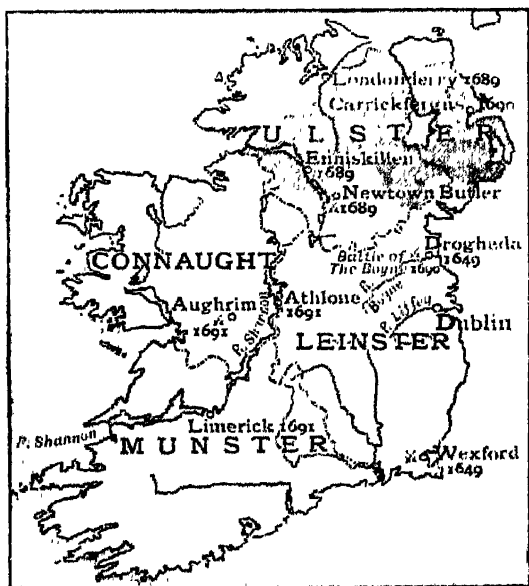 Londonderry 1689
Carrickfergus 1690
ULSTER
Enniskillen
1689
Newtown Butler
1689
Drogheda
1649
Battle of
The Boyne 1690
R.
Boyne
CONNAUGHT
Aughrim
1691
R. Shannon
Athlone
1691
R. Liffey
Dublin
LEINSTER
Limerick 1691
R. Shannon
MUNSTER
Wexford
1649